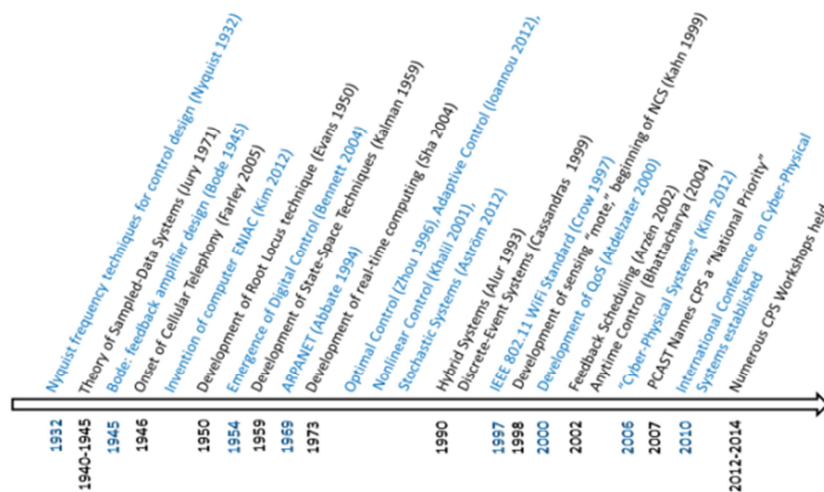 Nyquist frequency techniques for control design (Nyquist 1932)
Theory of Sampled-Data Systems (Jury 1971)
Bode: feedback amplifier design (Bode 1945)
Onset of Cellular Telephony (Farley 2005)
Invention of computer ENIAC (Kim 2012)
Development of Root Locus technique (Evans 1950)
Emergence of Digital Control (Bennett 2004)
Development of State-Space Techniques (Kalman 1959)
ARPANET (Abbate 1994)
Development of real-time computing (Sha 2004)
Optimal Control (Zhou 1996), Adaptive Control (Ioannou 2012),
Nonlinear Control (Khalil 2001),
Stochastic Systems (Aström 2012)
Hybrid Systems (Alur 1993)
Discrete-Event Systems (Cassandras 1999)
IEEE 802.11 WiFi Standard (Crow 1997)
Development of sensing "mote," beginning of NCS (Kahn 1999)
Development of QoS (Atdelzater 2000)
Feedback Scheduling (Arzén 2002)
Anytime Control (Bhattacharya (2004)
"Cyber-Physical Systems" (Kim 2012)
PCAST Names CPS a "National Priority"
International Conference on Cyber-Physical
Systems established
Numerous CPS Workshops held
1932
1940-1945
1945
1946
1950
1954
1959
1969
1973
1990
1997
1998
2000
2002
2006
2007
2010
2012-2014